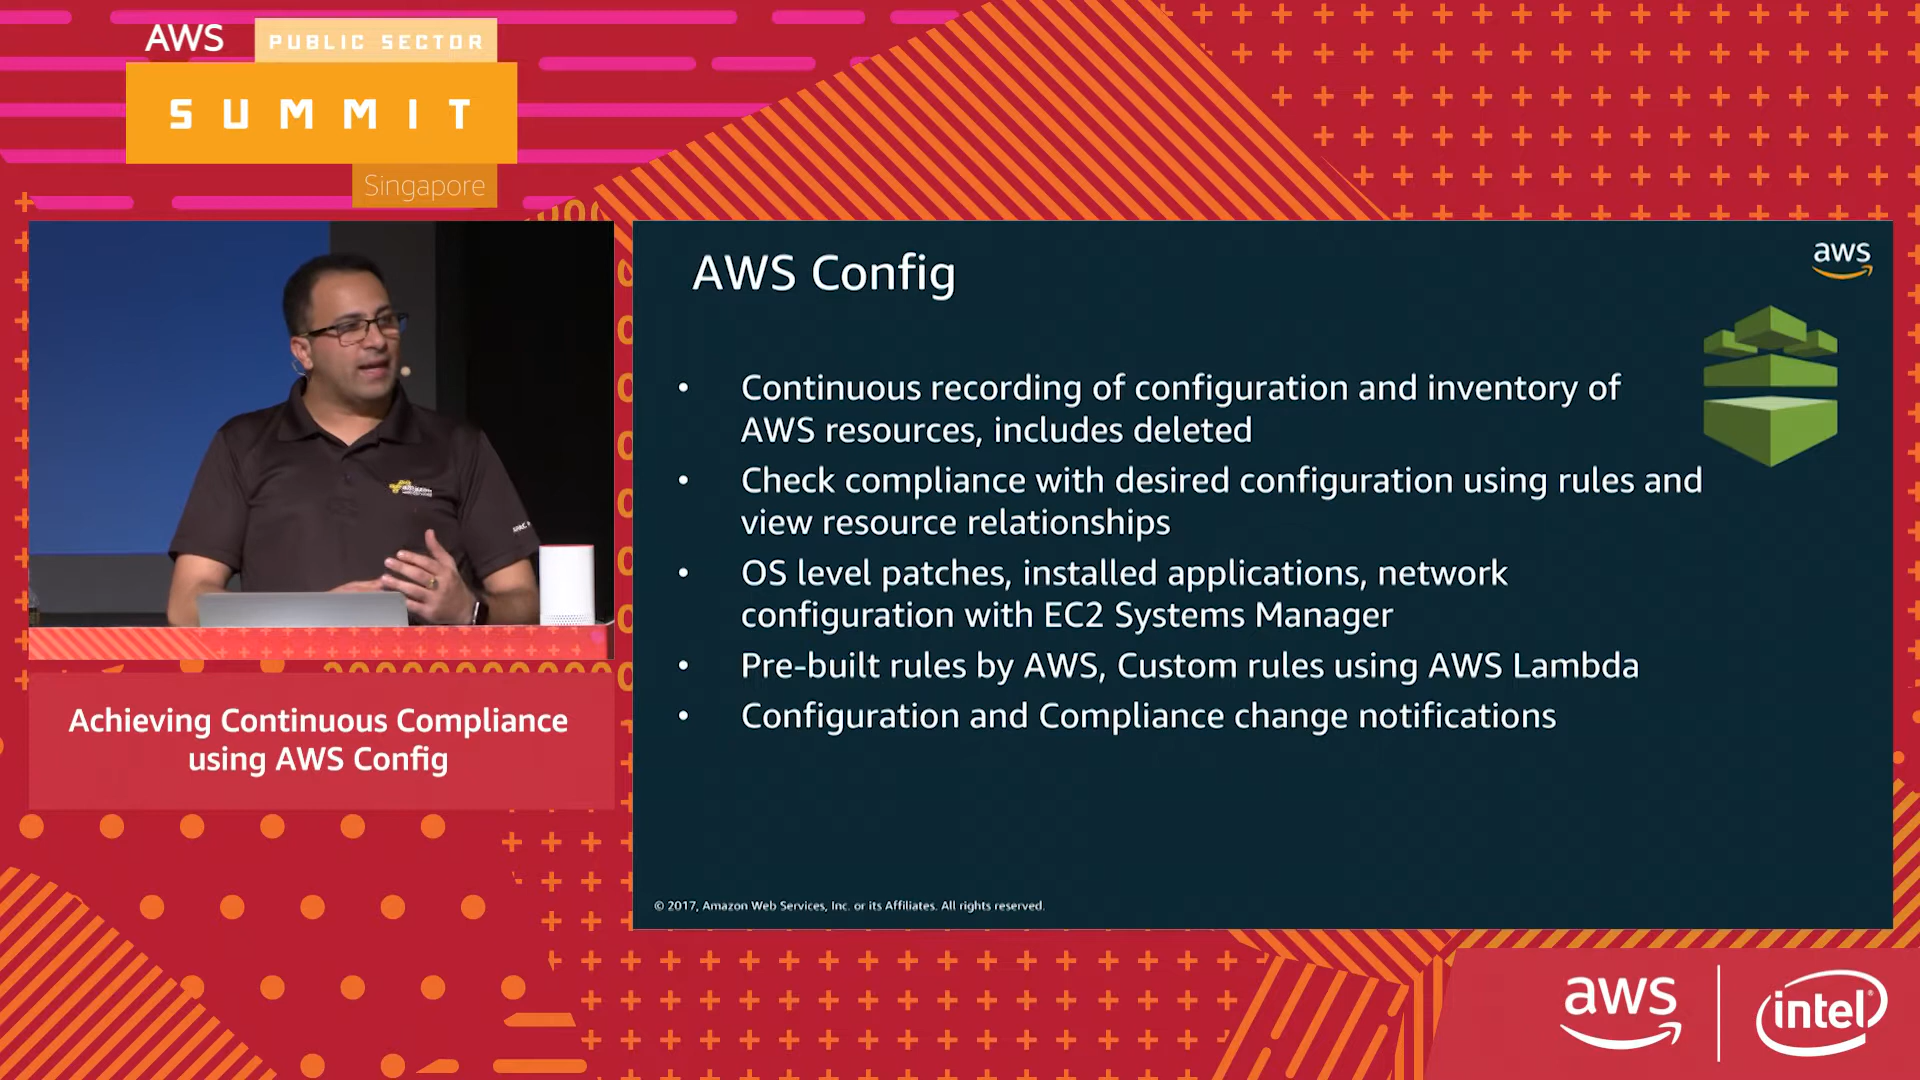 AWS
PUBLIC SECTOR
SUMMIT
Singapore
AWS Config
aws
• Continuous recording of configuration and inventory of
AWS resources, includes deleted
• Check compliance with desired configuration using rules and
view resource relationships
• OS level patches, installed applications, network
configuration with EC2 Systems Manager
• Pre-built rules by AWS, Custom rules using AWS Lambda
• Configuration and Compliance change notifications
© 2017, Amazon Web Services, Inc. or its Affiliates. All rights reserved.
Achieving Continuous Compliance
using AWS Config
aws
intel